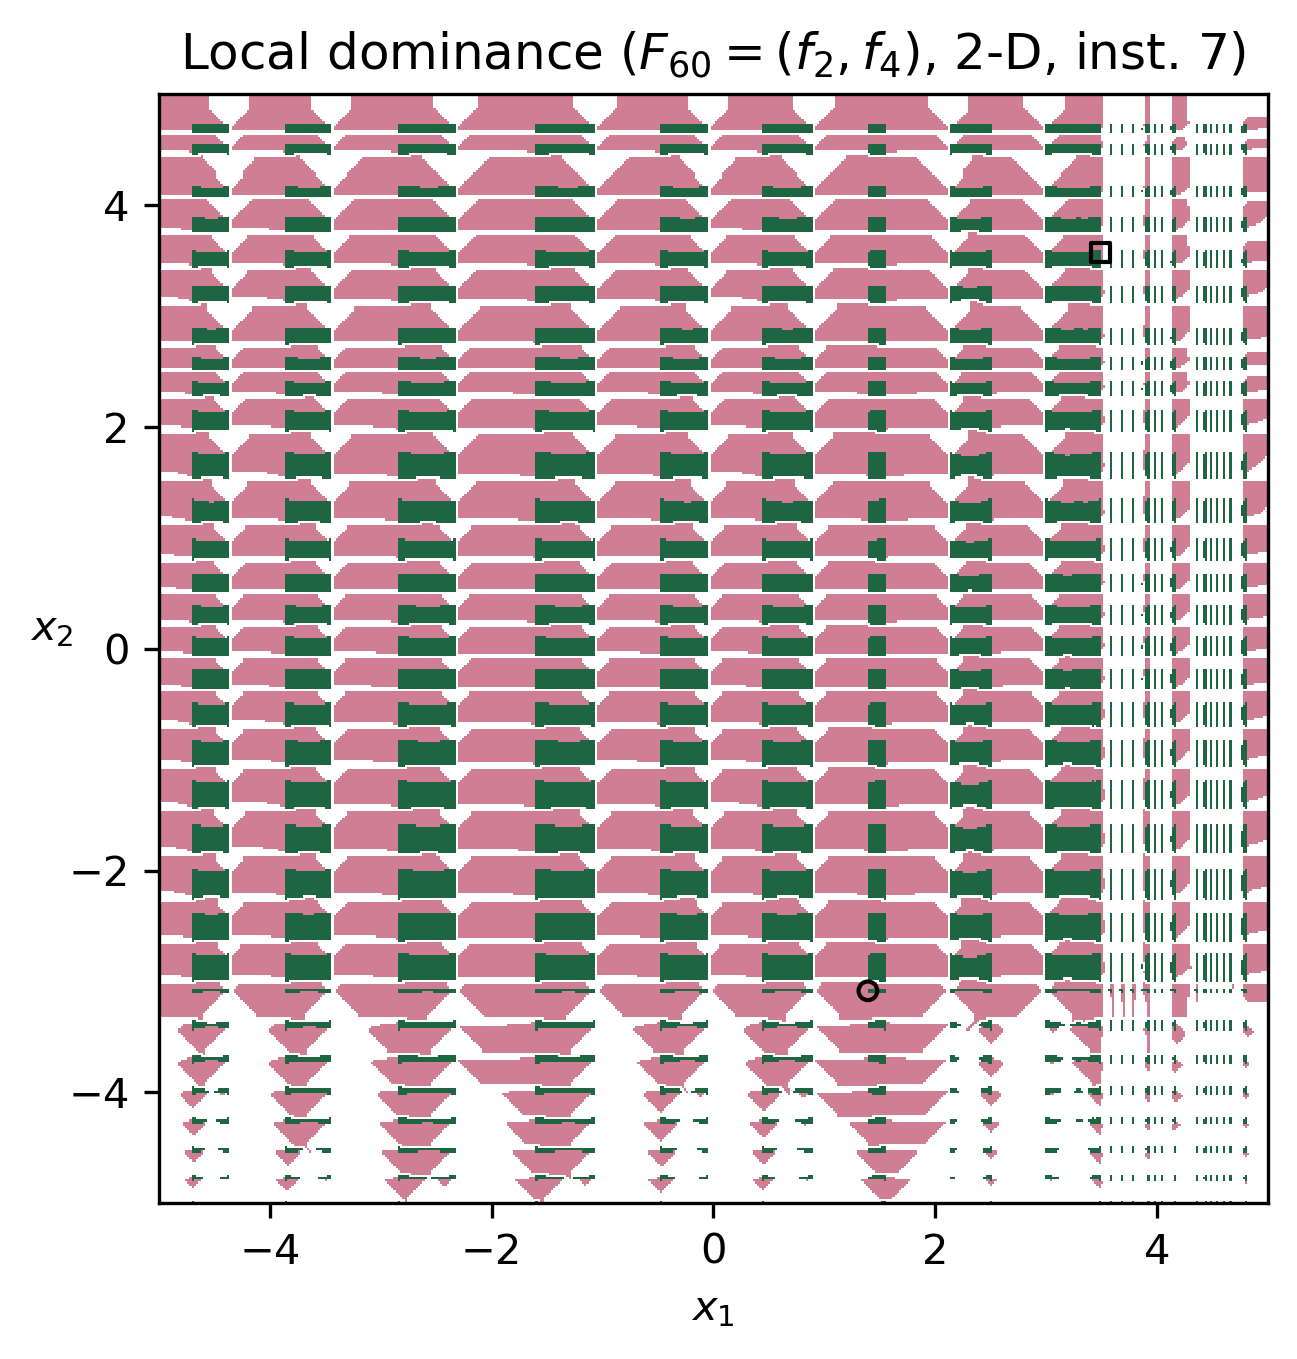 Local dominance (F₆₀ = (f₂, f₄), 2-D, inst. 7)
4
2
0
−2
−4
x₂
−4 −2 0 2 4
x₁